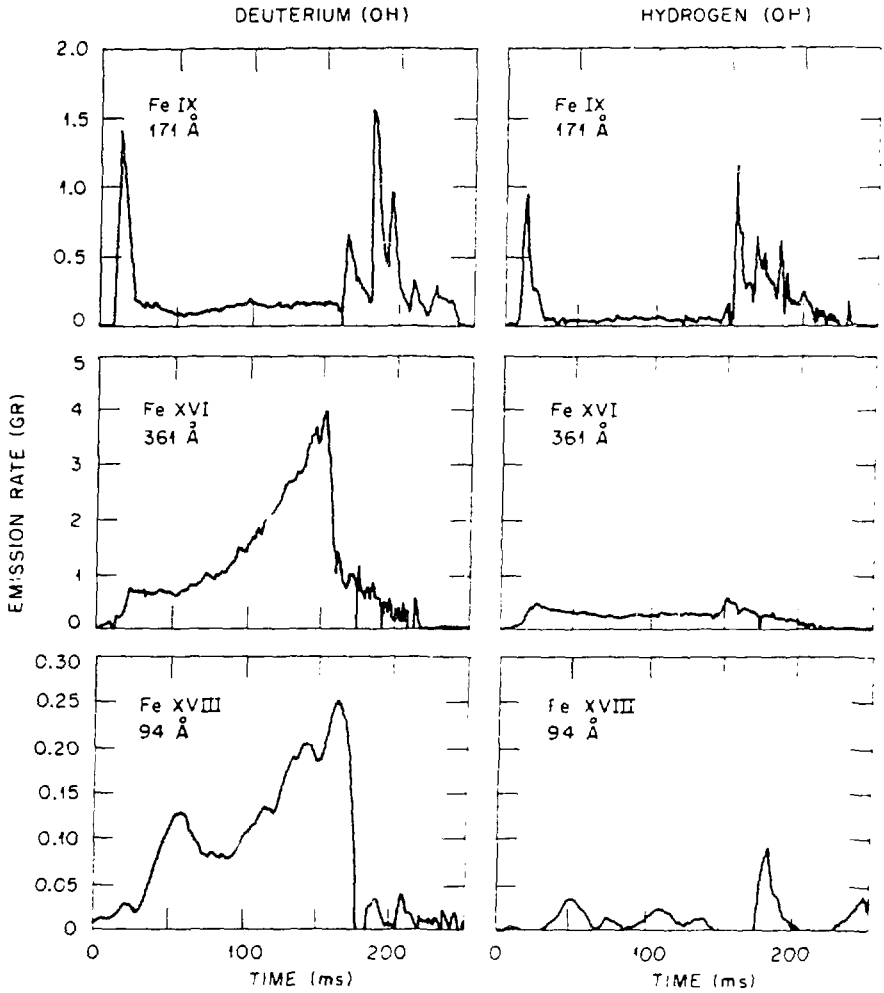 DEUTERIUM (OH)
HYDROGEN (OH)
2.0
1.5
1.0
0.5
0
Fe IX
171 Å
Fe IX
171 Å
EMISSION RATE (GR)
5
4
3
2
1
0
Fe XVI
361 Å
Fe XVI
361 Å
0.30
0.25
0.20
0.15
0.10
0.05
0
Fe XVIII
94 Å
Fe XVIII
94 Å
0 100 200
TIME (ms)
0 100 200
TIME (ms)